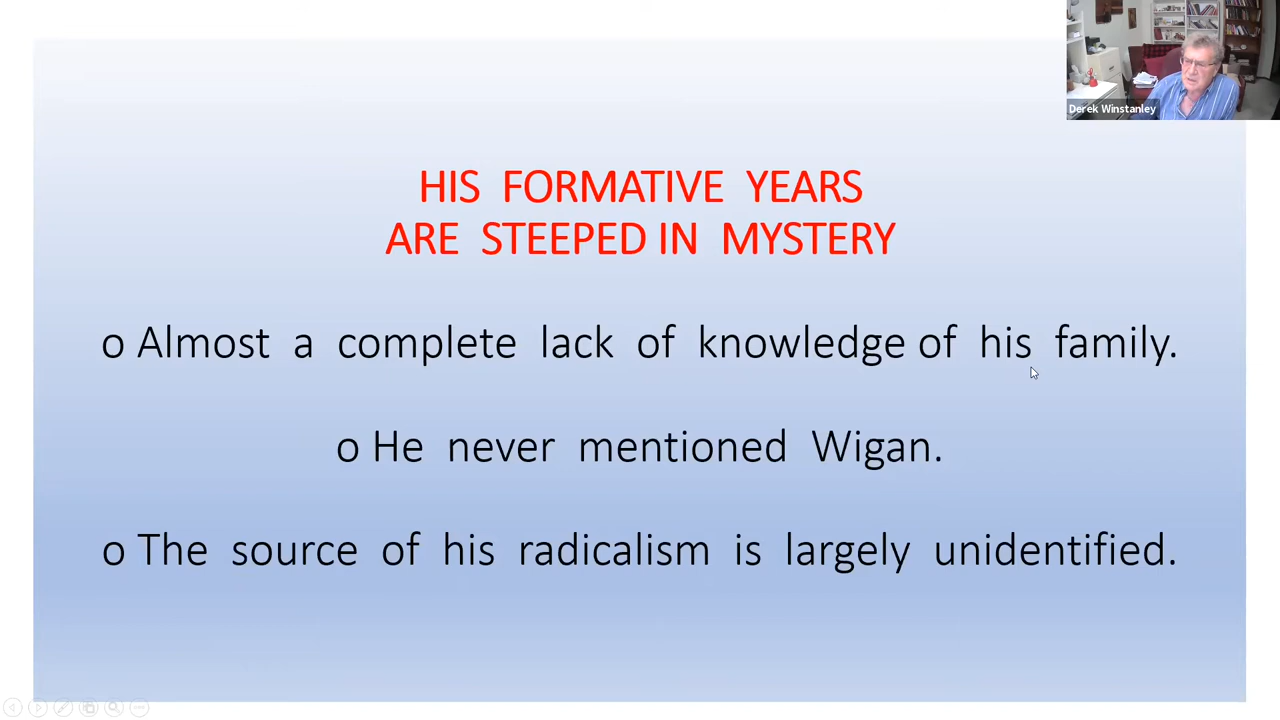 Derek Winstanley
HIS FORMATIVE YEARS
ARE STEEPED IN MYSTERY
o Almost a complete lack of knowledge of his family.
o He never mentioned Wigan.
o The source of his radicalism is largely unidentified.